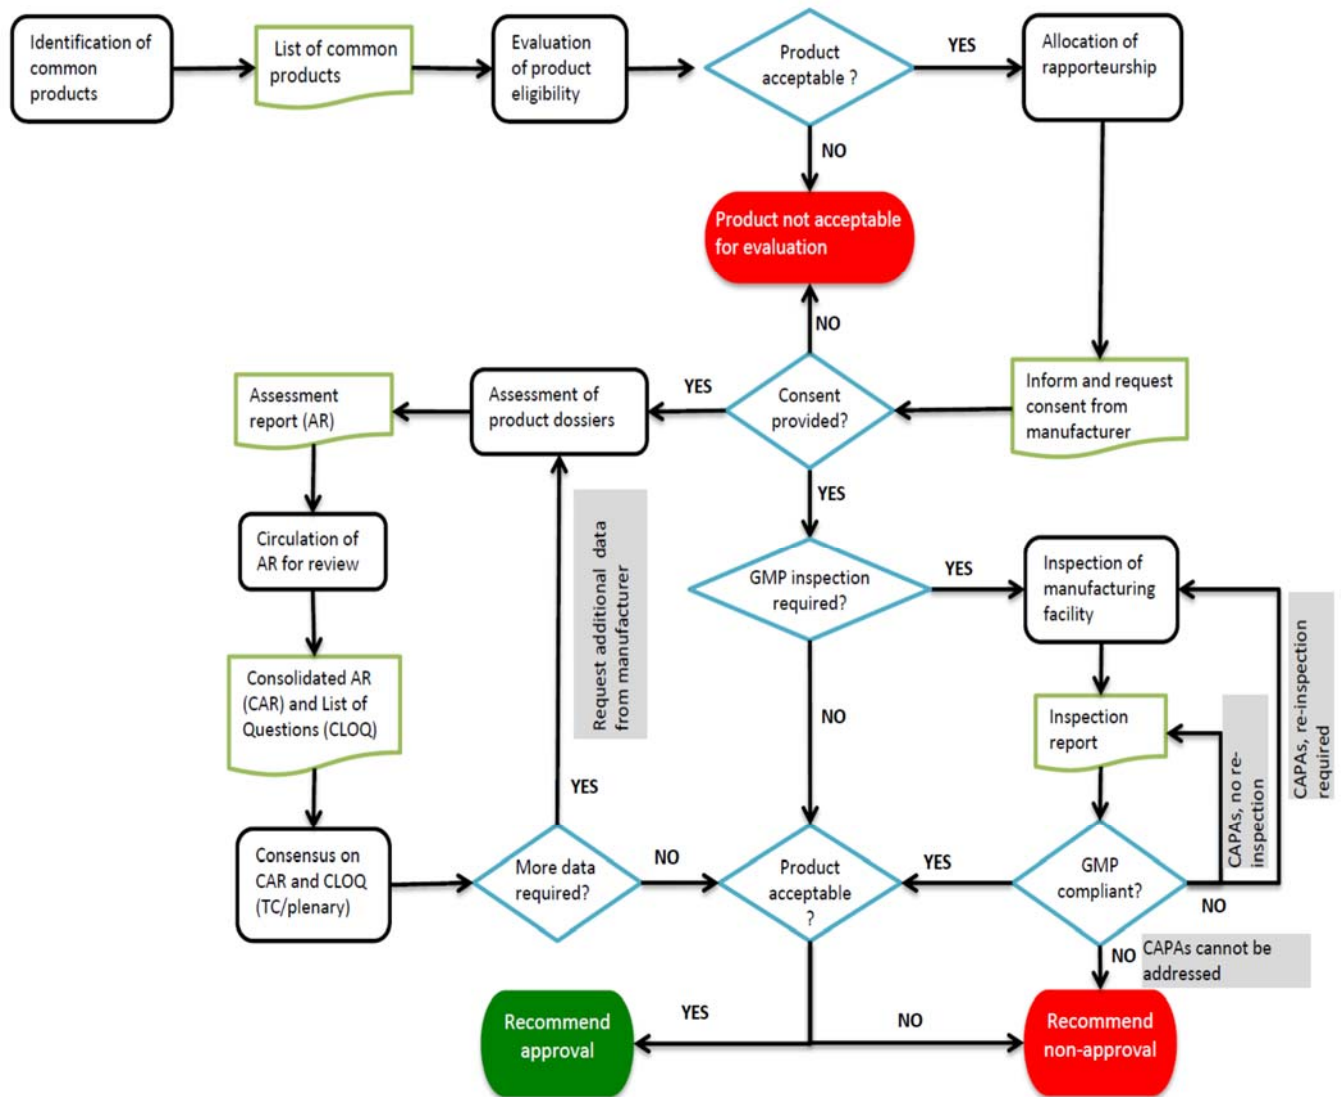 Identification of
common
products
List of common
products
Evaluation
of product
eligibility
Product
acceptable ?
YES
Allocation of
rapporteurship
NO
Product not acceptable
for evaluation
NO
Inform and request
consent from
manufacturer
Consent
provided?
YES
Assessment of
product dossiers
Assessment
report (AR)
YES
Circulation of
AR for review
Request additional data
from manufacturer
GMP inspection
required?
YES
Inspection of
manufacturing
facility
CAPAs, re-inspection
required
Consolidated AR
(CAR) and List of
Questions (CLOQ)
NO
Inspection
report
CAPAs, no re-
inspection
YES
Consensus on
CAR and CLOQ
(TC/plenary)
More data
required?
NO
Product
acceptable
?
YES
GMP
compliant?
NO
NO
CAPAs cannot be
addressed
Recommend
approval
YES
NO
Recommend
non-approval